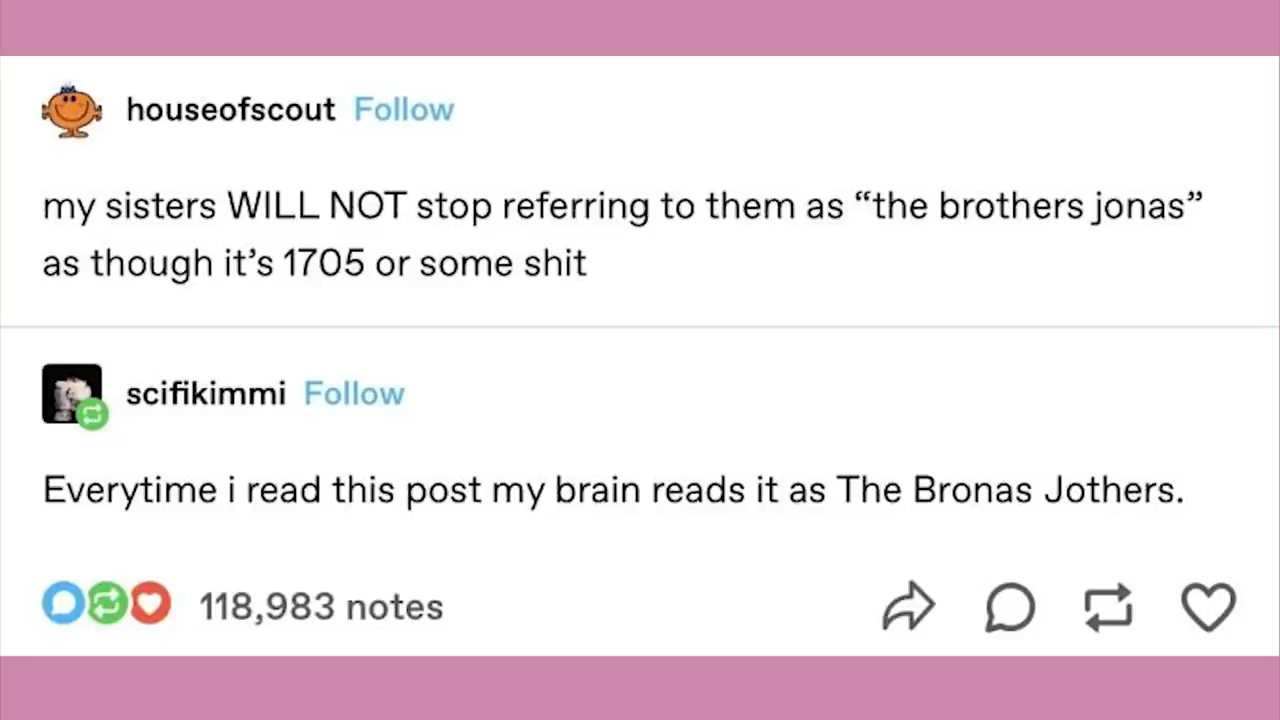 houseofscout Follow
my sisters WILL NOT stop referring to them as “the brothers jonas”
as though it’s 1705 or some shit
scifikimmi Follow
Everytime i read this post my brain reads it as The Bronas Jothers.
118,983 notes